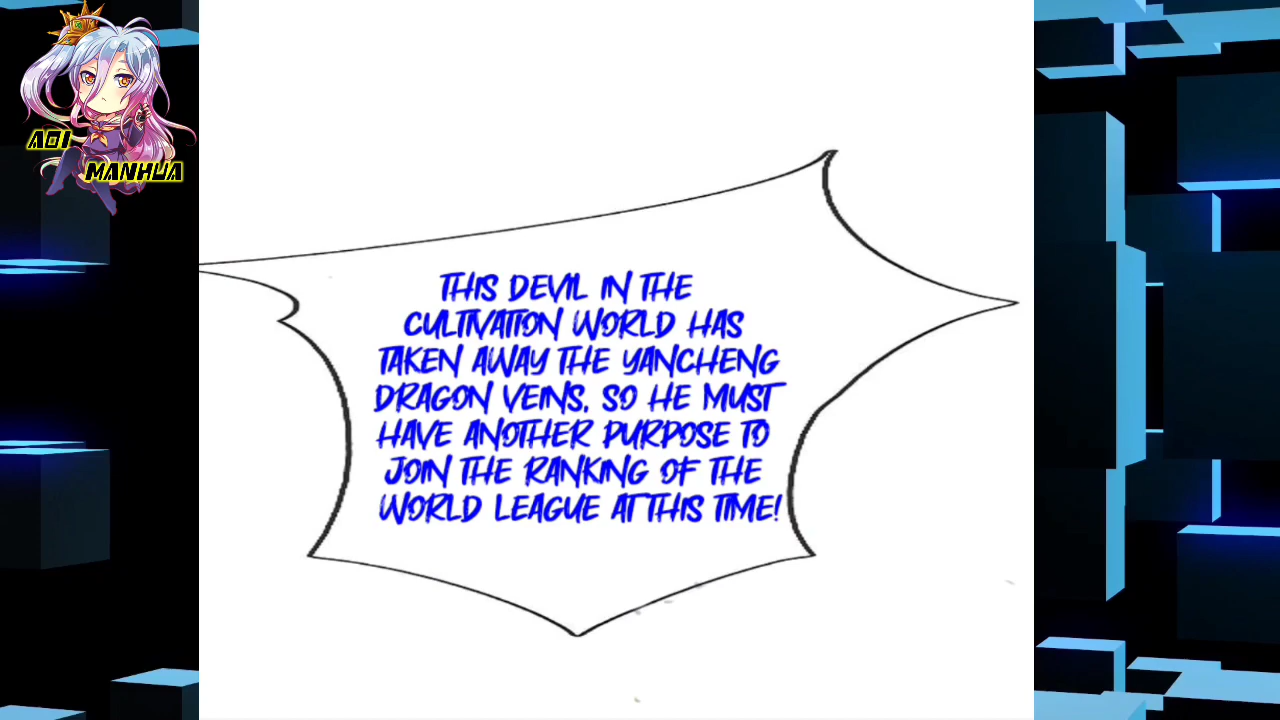 AOI
MANHUA
THIS DEVIL IN THE
CULTIVATION WORLD HAS
TAKEN AWAY THE YANCHENG
DRAGON VEINS, SO HE MUST
HAVE ANOTHER PURPOSE TO
JOIN THE RANKING OF THE
WORLD LEAGUE AT THIS TIME!